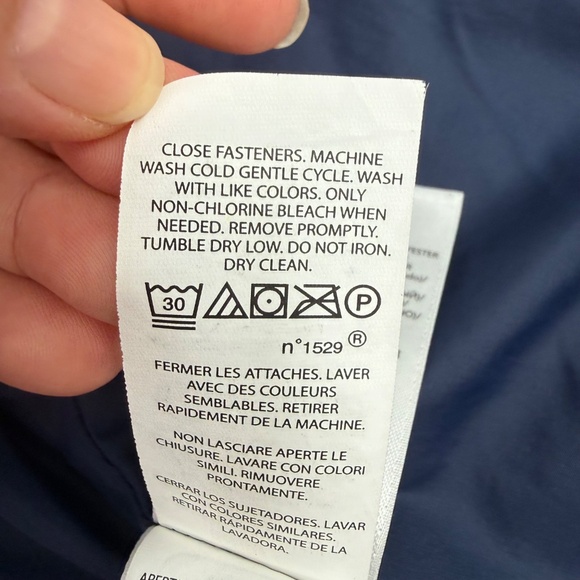 CLOSE FASTENERS. MACHINE
WASH COLD GENTLE CYCLE. WASH
WITH LIKE COLORS. ONLY
NON-CHLORINE BLEACH WHEN
NEEDED. REMOVE PROMPTLY.
TUMBLE DRY LOW. DO NOT IRON.
DRY CLEAN.
30 P
n°1529 ®
FERMER LES ATTACHES. LAVER
AVEC DES COULEURS
SEMBLABLES. RETIRER
RAPIDEMENT DE LA MACHINE.
NON LASCIARE APERTE LE
CHIUSURE. LAVARE CON COLORI
SIMILI. RIMUOVERE
PRONTAMENTE.
CERRAR LOS SUJETADORES. LAVAR
CON COLORES SIMILARES.
RETIRAR RÁPIDAMENTE DE LA
LAVADORA.